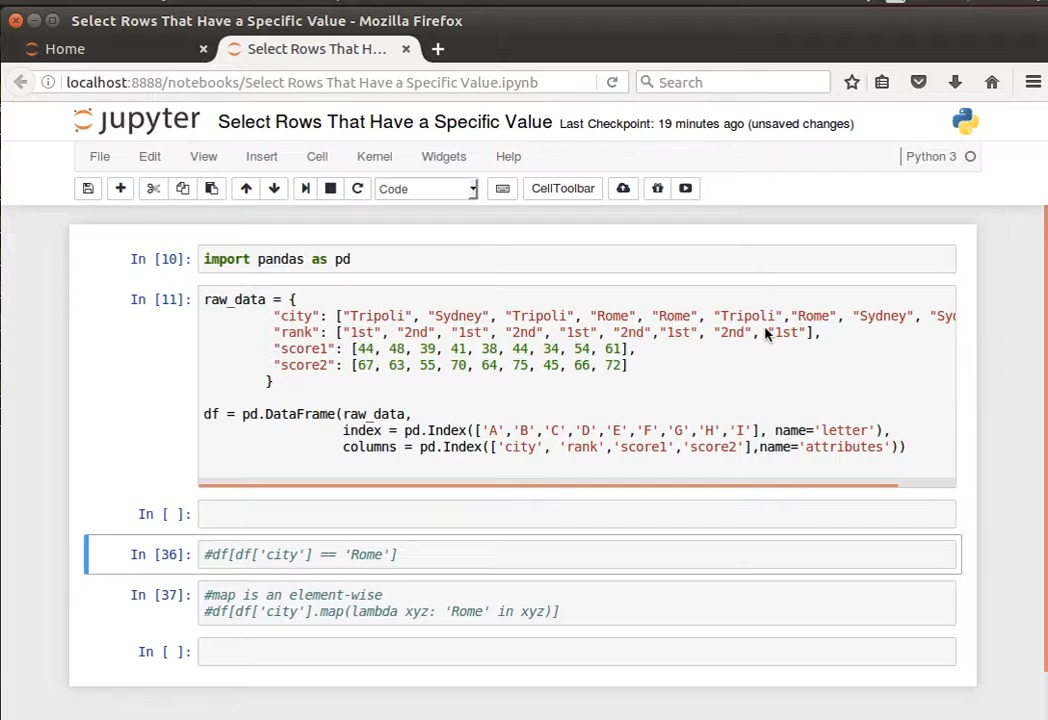 Select Rows That Have a Specific Value - Mozilla Firefox
Home
Select Rows That H...
localhost:8888/notebooks/Select Rows That Have a Specific Value.ipynb
Search
jupyter Select Rows That Have a Specific Value Last Checkpoint: 19 minutes ago (unsaved changes)
File Edit View Insert Cell Kernel Widgets Help Python 3
Code CellToolbar
In [10]: import pandas as pd
In [11]: raw_data = {
"city": ["Tripoli", "Sydney", "Tripoli", "Rome", "Rome", "Tripoli","Rome", "Sydney", "Syd
"rank": ["1st", "2nd", "1st", "2nd", "1st", "2nd","1st", "2nd", "1st"],
"score1": [44, 48, 39, 41, 38, 44, 34, 54, 61],
"score2": [67, 63, 55, 70, 64, 75, 45, 66, 72]
}
df = pd.DataFrame(raw_data,
index = pd.Index(['A','B','C','D','E','F','G','H','I'], name='letter'),
columns = pd.Index(['city', 'rank','score1','score2'],name='attributes'))
In [ ]:
In [36]: #df[df['city'] == 'Rome']
In [37]: #map is an element-wise
#df[df['city'].map(lambda xyz: 'Rome' in xyz)]
In [ ]: